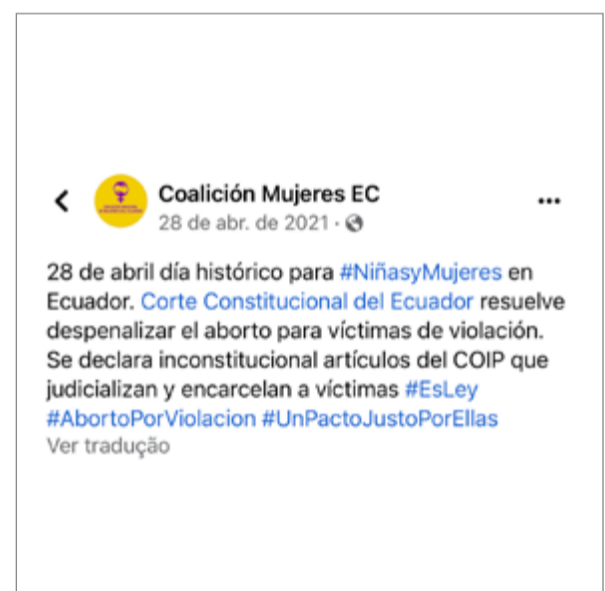 Coalición Mujeres EC
28 de abr. de 2021 ·
28 de abril día histórico para #NiñasyMujeres en
Ecuador. Corte Constitucional del Ecuador resuelve
despenalizar el aborto para víctimas de violación.
Se declara inconstitucional artículos del COIP que
judicializan y encarcelan a víctimas #EsLey
#AbortoPorViolacion #UnPactoJustoPorEllas
Ver tradução